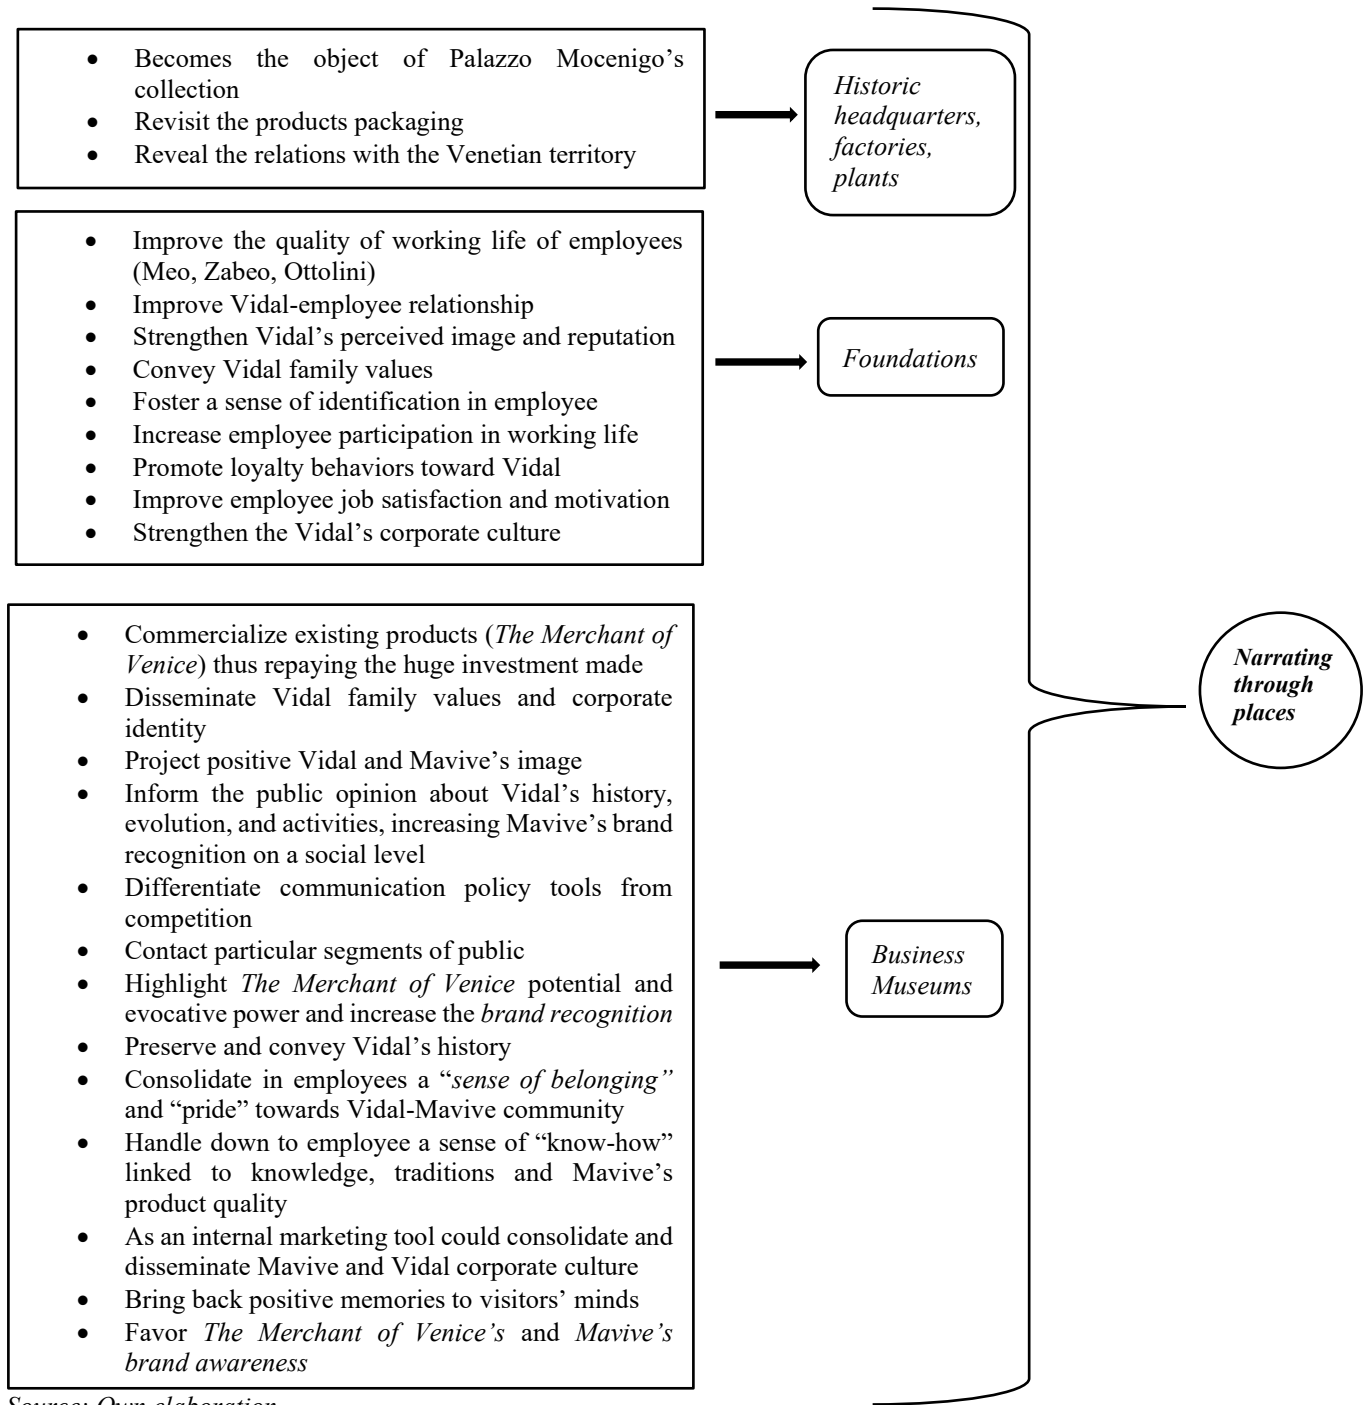 • Becomes the object of Palazzo Mocenigo’s
collection
• Revisit the products packaging
• Reveal the relations with the Venetian territory
Historic
headquarters,
factories,
plants
• Improve the quality of working life of employees
(Meo, Zabeo, Ottolini)
• Improve Vidal-employee relationship
• Strengthen Vidal’s perceived image and reputation
• Convey Vidal family values
• Foster a sense of identification in employee
• Increase employee participation in working life
• Promote loyalty behaviors toward Vidal
• Improve employee job satisfaction and motivation
• Strengthen the Vidal’s corporate culture
Foundations
• Commercialize existing products (The Merchant of
Venice) thus repaying the huge investment made
• Disseminate Vidal family values and corporate
identity
• Project positive Vidal and Mavive’s image
• Inform the public opinion about Vidal’s history,
evolution, and activities, increasing Mavive’s brand
recognition on a social level
• Differentiate communication policy tools from
competition
• Contact particular segments of public
• Highlight The Merchant of Venice potential and
evocative power and increase the brand recognition
• Preserve and convey Vidal’s history
• Consolidate in employees a “sense of belonging”
and “pride” towards Vidal-Mavive community
• Handle down to employee a sense of “know-how”
linked to knowledge, traditions and Mavive’s
product quality
• As an internal marketing tool could consolidate and
disseminate Mavive and Vidal corporate culture
• Bring back positive memories to visitors’ minds
• Favor The Merchant of Venice’s and Mavive’s
brand awareness
Business
Museums
Narrating
through
places
Source: Own elaboration